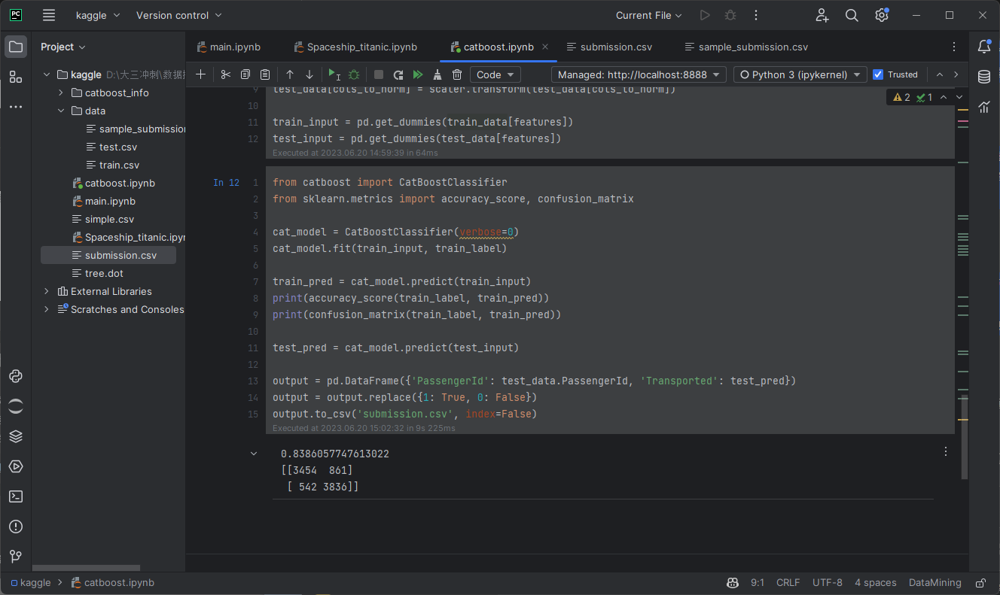 PC
kaggle
Version control
Current File
Project
main.ipynb
Spaceship_titanic.ipynb
catboost.ipynb
submission.csv
sample_submission.csv
kaggle D:\大三冲刺\数据挖
catboost_info
data
sample_submission
test.csv
train.csv
catboost.ipynb
main.ipynb
simple.csv
Spaceship_titanic.ipyn
submission.csv
tree.dot
External Libraries
Scratches and Consoles
Code
Managed: http://localhost:8888
Python 3 (ipykernel)
Trusted
2 1
9 test_data[cols_to_norm] = scaler.transform(test_data[cols_to_norm])
10
11 train_input = pd.get_dummies(train_data[features])
12 test_input = pd.get_dummies(test_data[features])
Executed at 2023.06.20 14:59:39 in 64ms
In 12
1 from catboost import CatBoostClassifier
2 from sklearn.metrics import accuracy_score, confusion_matrix
3
4 cat_model = CatBoostClassifier(verbose=0)
5 cat_model.fit(train_input, train_label)
6
7 train_pred = cat_model.predict(train_input)
8 print(accuracy_score(train_label, train_pred))
9 print(confusion_matrix(train_label, train_pred))
10
11 test_pred = cat_model.predict(test_input)
12
13 output = pd.DataFrame({'PassengerId': test_data.PassengerId, 'Transported': test_pred})
14 output = output.replace({1: True, 0: False})
15 output.to_csv('submission.csv', index=False)
Executed at 2023.06.20 15:02:32 in 9s 225ms
0.8386057747613022
[[3454  861]
 [ 542 3836]]
kaggle > catboost.ipynb
9:1
CRLF
UTF-8
4 spaces
DataMining